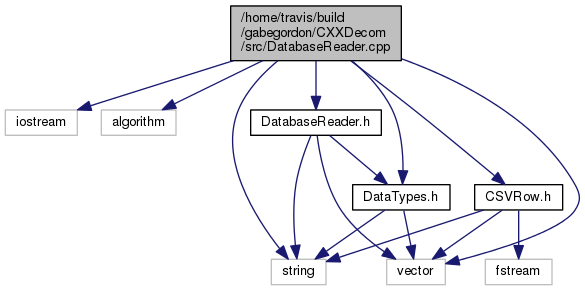 /home/travis/build
/gabegordon/CXXDecom
/src/DatabaseReader.cpp
iostream
algorithm
DatabaseReader.h
DataTypes.h
CSVRow.h
string
vector
fstream